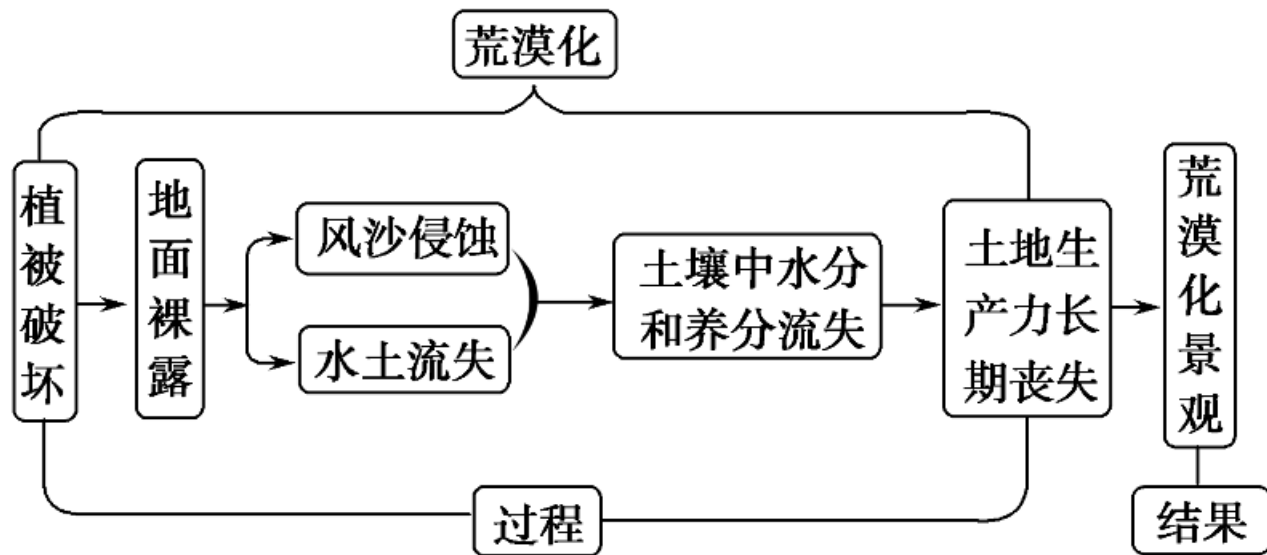 荒漠化
植被破坏
地面裸露
风沙侵蚀
水土流失
土壤中水分
和养分流失
土地生
产力长
期丧失
荒漠化景观
过程
结果